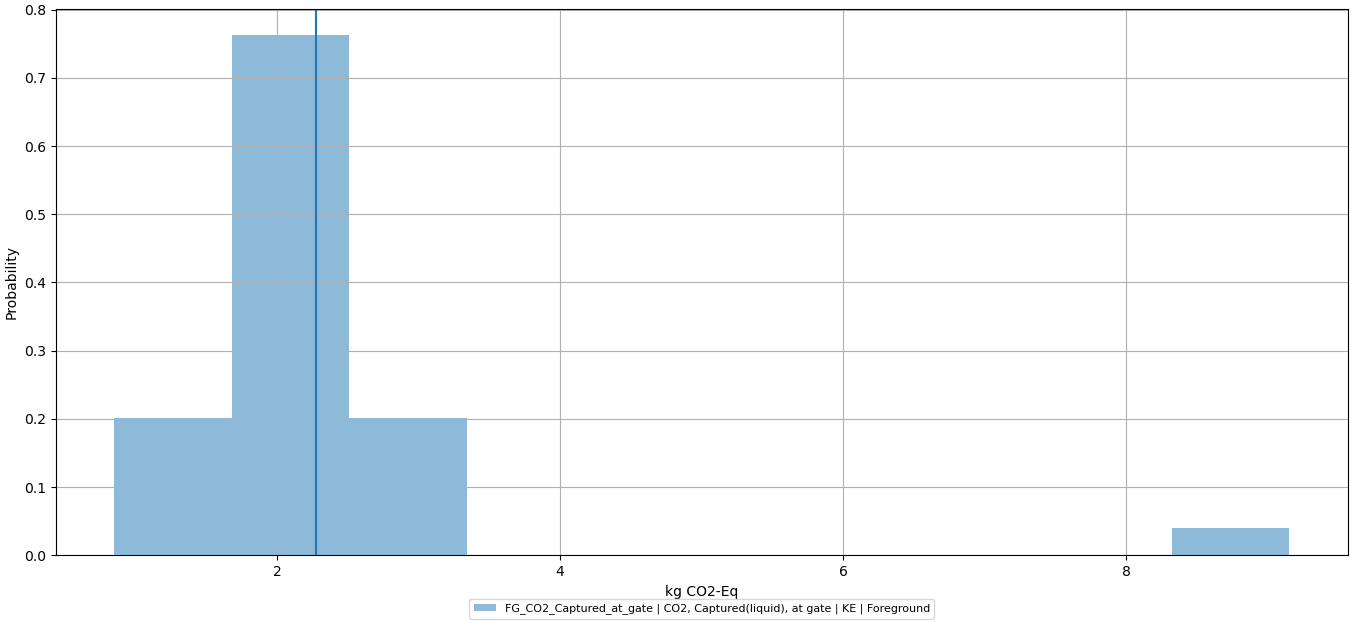 0.8
0.7
0.6
0.5
0.4
0.3
0.2
0.1
0.0
Probability
2 4 6 8
kg CO2-Eq
FG_CO2_Captured_at_gate | CO2, Captured(liquid), at gate | KE | Foreground